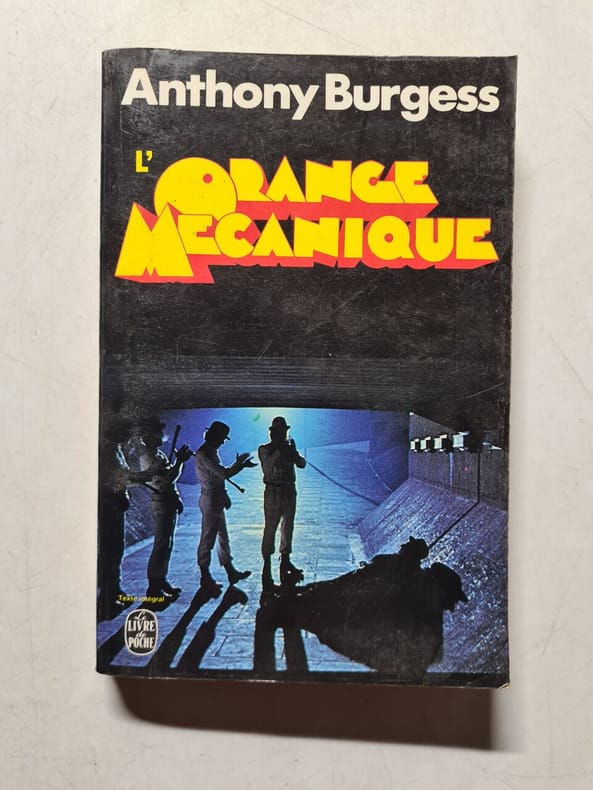 Anthony Burgess
L'ORANGE
MECANIQUE
Texte intégral
Le
LIVRE
de
POCHE